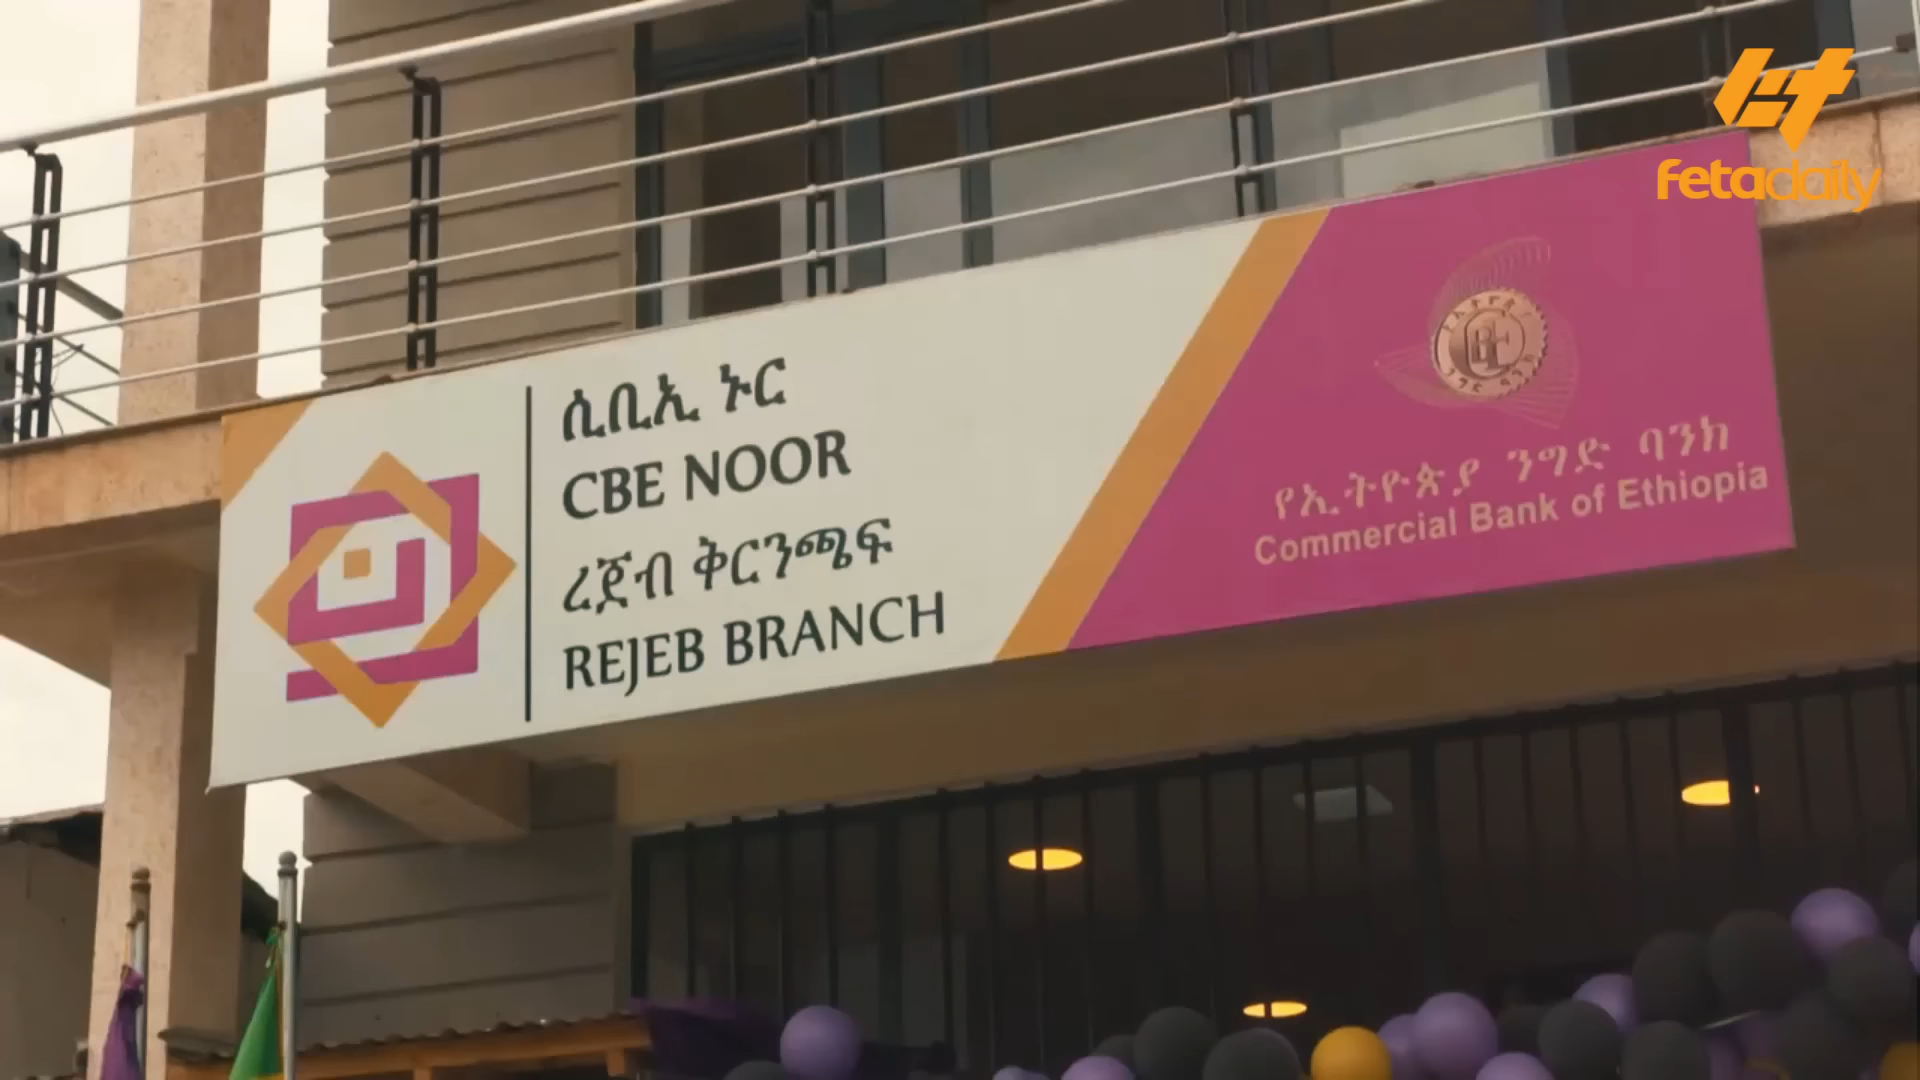 ሲቢኢ ኑር
CBE NOOR
ረጀብ ቅርንጫፍ
REJEB BRANCH
የኢትዮጵያ ንግድ ባንክ
Commercial Bank of Ethiopia
fetadaily